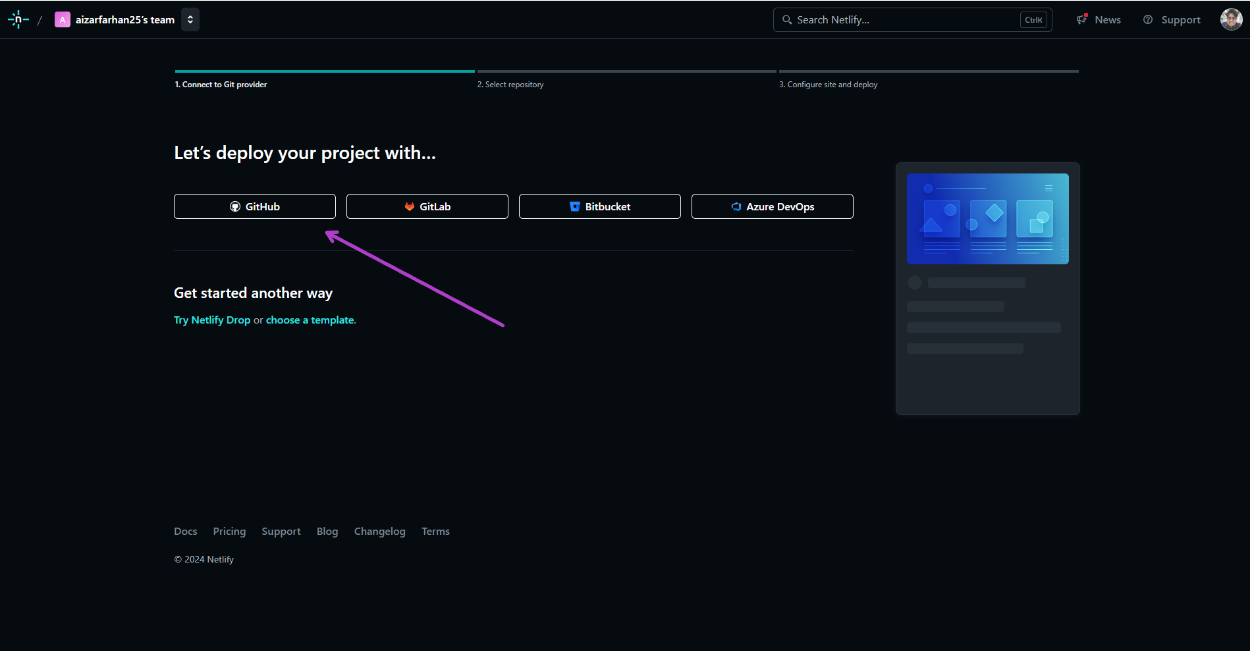 / A aizarfarhan25's team Search Netlify... CtrlK News Support
1. Connect to Git provider 2. Select repository 3. Configure site and deploy
Let's deploy your project with...
GitHub GitLab Bitbucket Azure DevOps
Get started another way
Try Netlify Drop or choose a template.
Docs Pricing Support Blog Changelog Terms
© 2024 Netlify